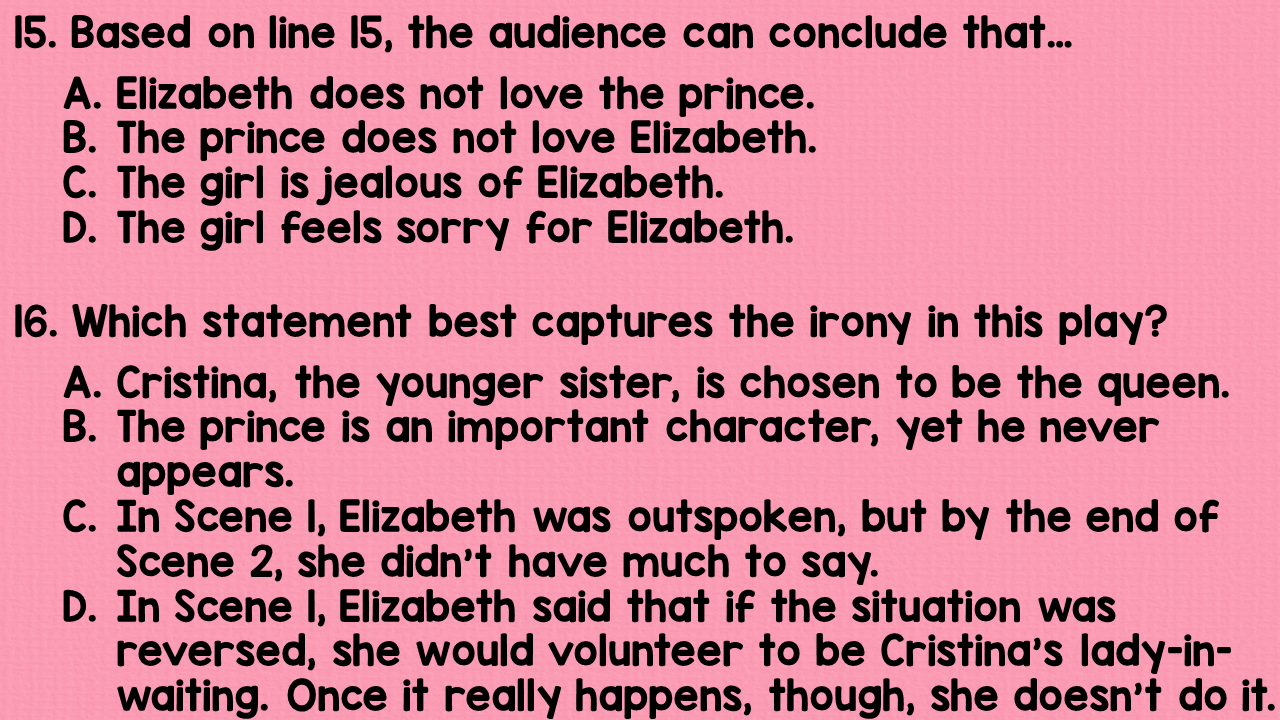 15. Based on line 15, the audience can conclude that...
A. Elizabeth does not love the prince.
B. The prince does not love Elizabeth.
C. The girl is jealous of Elizabeth.
D. The girl feels sorry for Elizabeth.
16. Which statement best captures the irony in this play?
A. Cristina, the younger sister, is chosen to be the queen.
B. The prince is an important character, yet he never
appears.
C. In Scene 1, Elizabeth was outspoken, but by the end of
Scene 2, she didn't have much to say.
D. In Scene 1, Elizabeth said that if the situation was
reversed, she would volunteer to be Cristina's lady-in-
waiting. Once it really happens, though, she doesn't do it.